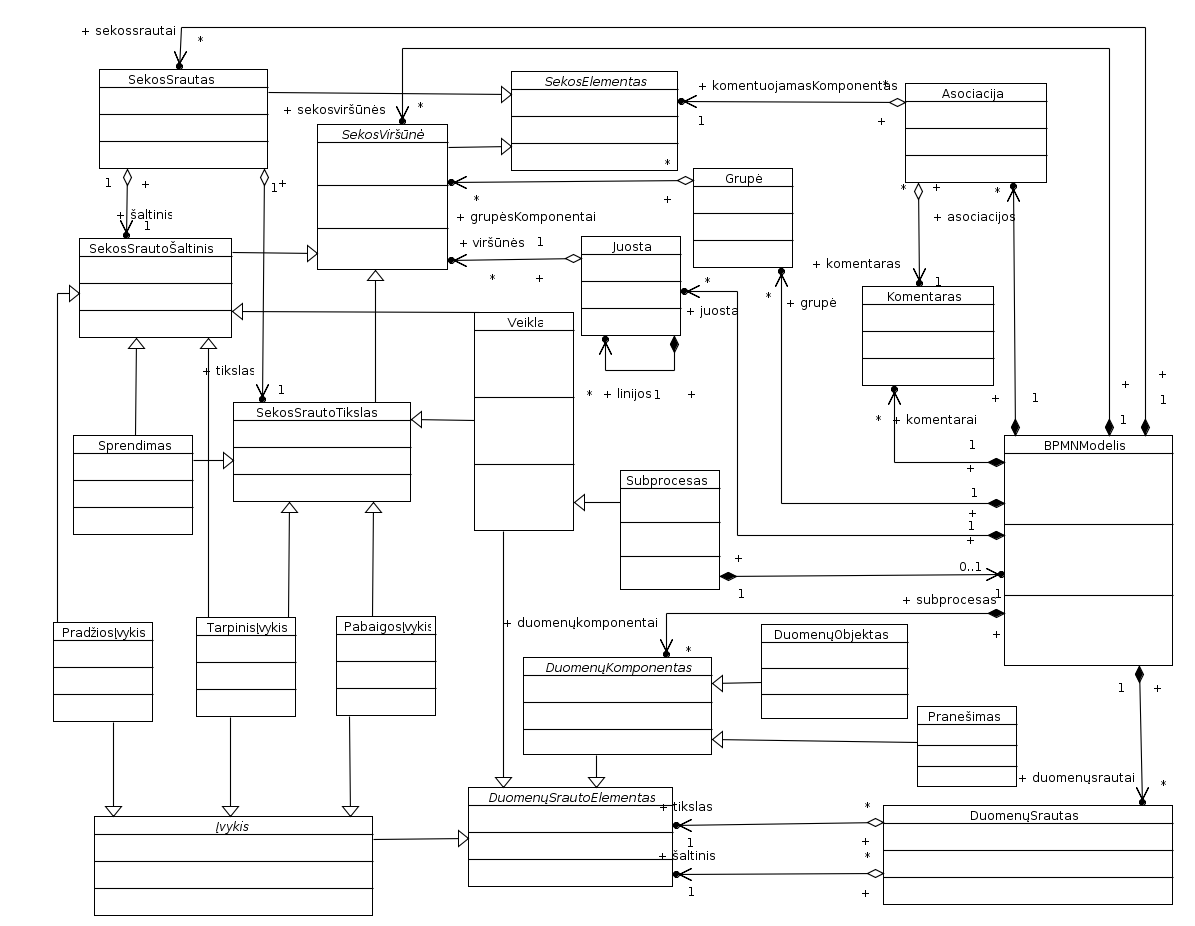 + sekossrautai
*
SekosSrautas
SekosElementas
+ komentuojamasKomponentas
*
Asociacija
+ sekosviršūnės
*
1
+
SekosViršūnė
*
Grupė
1
+
1
+
*
+
*
+
*
+ šaltinis
1
+ grupėsKomponentai
+ asociacijos
SekosSrautoŠaltinis
+ viršūnės
1
Juosta
+ komentaras
*
+
*
1
+ juosta
*
+ grupė
Komentaras
Veikla
+ tikslas
1
*
+ linijos
1
+
+
1
+
1
+
1
SekosSrautoTikslas
*
+ komentarai
Sprendimas
1
+
BPMNModelis
Subprocesas
1
+
1
+
+
1
0..1
1
+ subprocesas
+
PradžiosĮvykis
TarpinisĮvykis
PabaigosĮvykis
+ duomenųkomponentai
*
DuomenųObjektas
DuomenųKomponentas
1
+
Pranešimas
+ duomenųsrautai
*
DuomenųSrautoElementas
+ tikslas
*
DuomenųSrautas
Įvykis
1
+
+ šaltinis
*
1
+